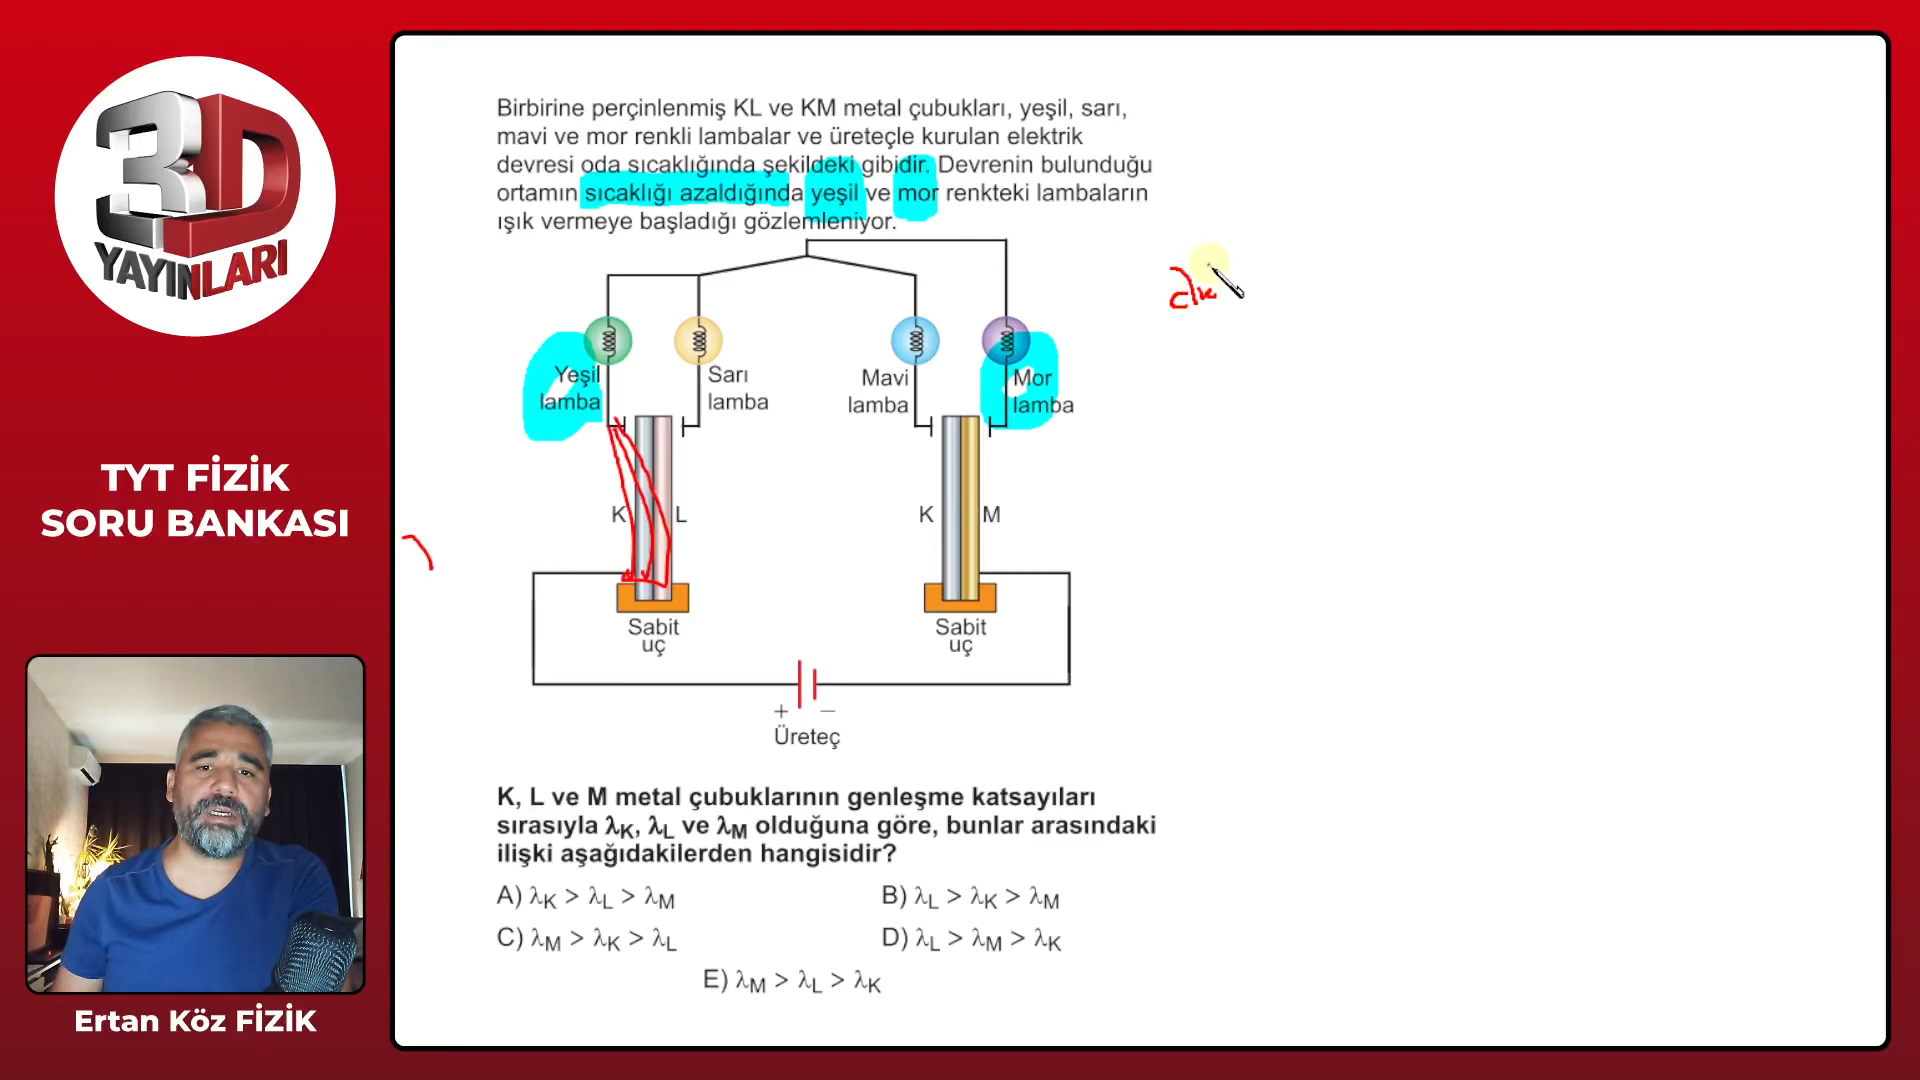 3D
YAYINLARI
TYT FİZİK
SORU BANKASI
Ertan Köz FİZİK
Birbirine perçinlenmiş KL ve KM metal çubukları, yeşil, sarı,
mavi ve mor renkli lambalar ve üreteçle kurulan elektrik
devresi oda sıcaklığında şekildeki gibidir. Devrenin bulunduğu
ortamın sıcaklığı azaldığında yeşil ve mor renkteki lambaların
ışık vermeye başladığı gözlemleniyor.
λK
Yeşil
lamba
Sarı
lamba
Mavi
lamba
Mor
lamba
K
L
K
M
Sabit
uç
Sabit
uç
+ −
Üreteç
K, L ve M metal çubuklarının genleşme katsayıları
sırasıyla λK, λL ve λM olduğuna göre, bunlar arasındaki
ilişki aşağıdakilerden hangisidir?
A) λK > λL > λM
B) λL > λK > λM
C) λM > λK > λL
D) λL > λM > λK
E) λM > λL > λK